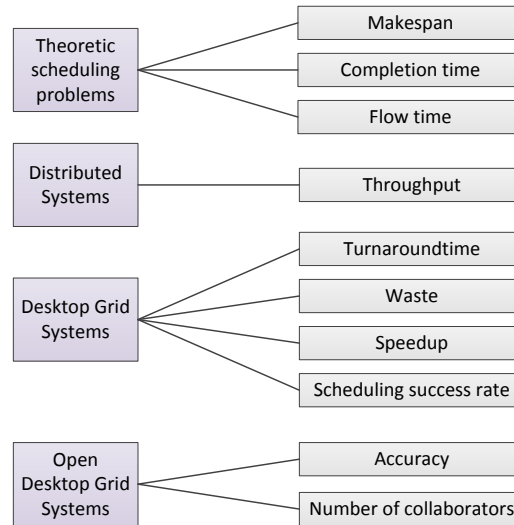 Theoretic
scheduling
problems
Makespan
Completion time
Flow time
Distributed
Systems
Throughput
Desktop Grid
Systems
Turnaroundtime
Waste
Speedup
Scheduling success rate
Open
Desktop Grid
Systems
Accuracy
Number of collaborators